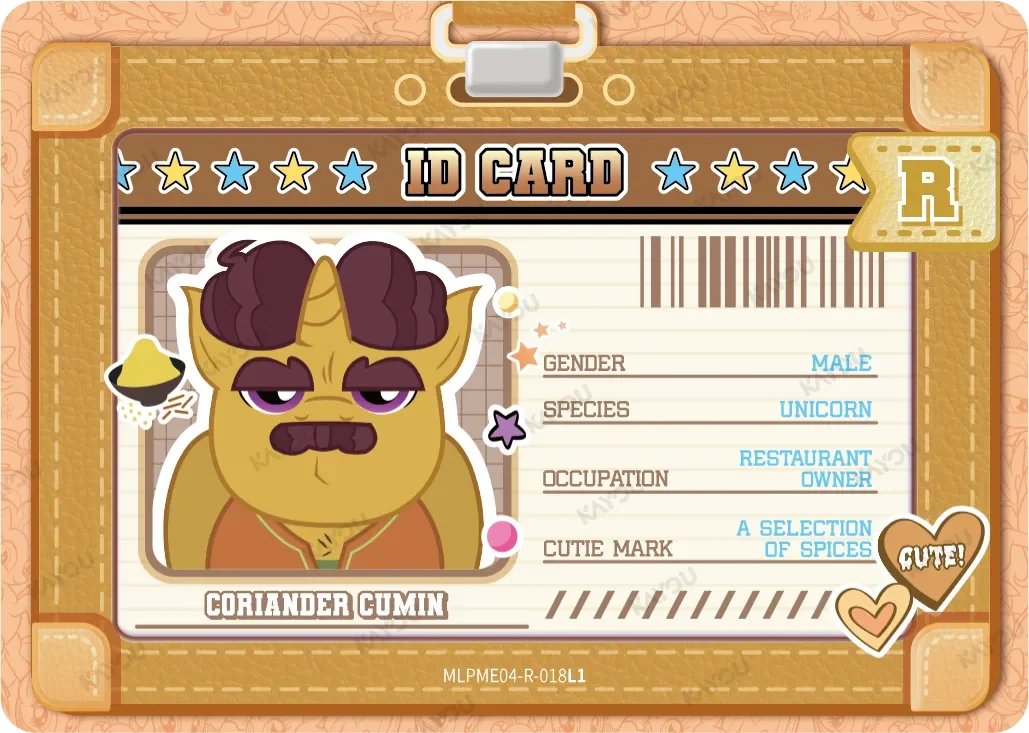 ID CARD
R
GENDER MALE
SPECIES UNICORN
OCCUPATION RESTAURANT
OWNER
CUTIE MARK A SELECTION
OF SPICES
CUTE!
CORIANDER CUMIN
MLPME04-R-018L1
KAYOU